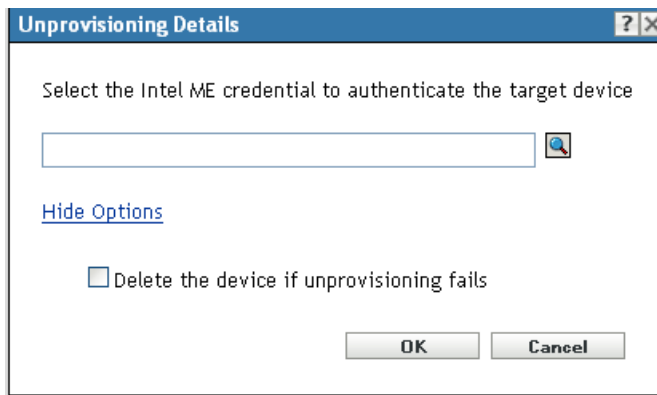 Unprovisioning Details
?
Select the Intel ME credential to authenticate the target device
Hide Options
Delete the device if unprovisioning fails
OK Cancel